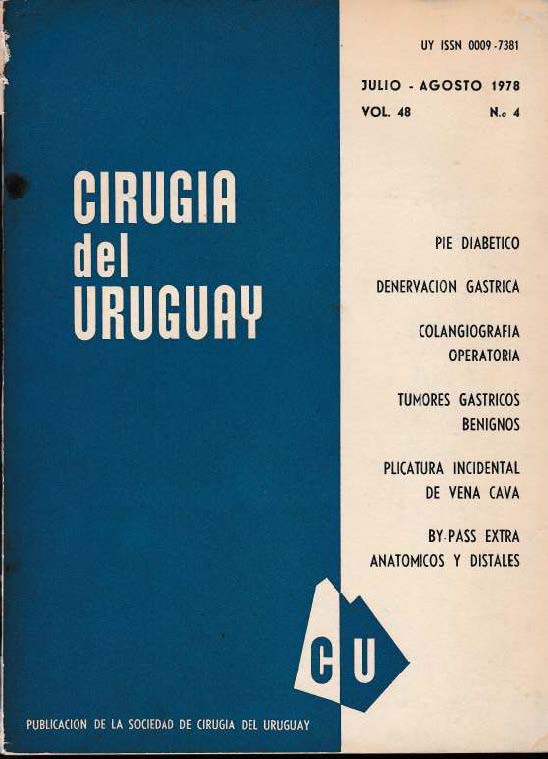 UY ISSN 0009-7381
JULIO - AGOSTO 1978
VOL. 48 N.o 4
CIRUGIA
del
URUGUAY
PIE DIABETICO
DENERVACION GASTRICA
COLANGIOGRAFIA
OPERATORIA
TUMORES GASTRICOS
BENIGNOS
PLICATURA INCIDENTAL
DE VENA CAVA
BY-PASS EXTRA
ANATOMICOS Y DISTALES
CU
PUBLICACION DE LA SOCIEDAD DE CIRUGIA DEL URUGUAY